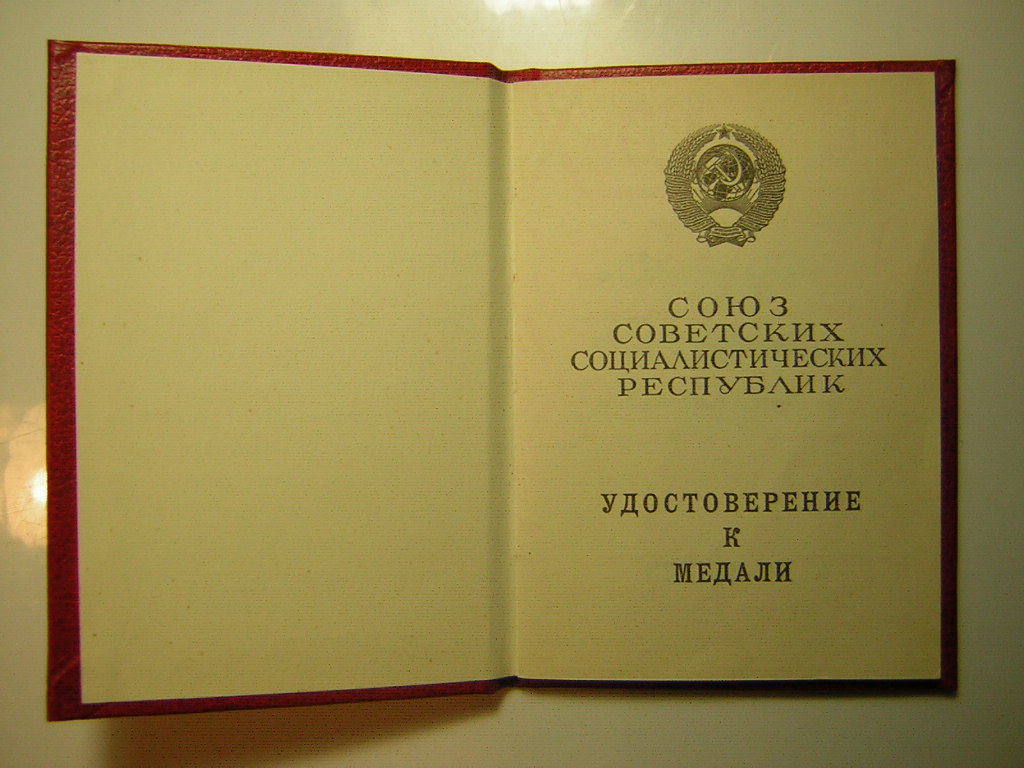 СОЮЗ
СОВЕТСКИХ
СОЦИАЛИСТИЧЕСКИХ
РЕСПУБЛИК
УДОСТОВЕРЕНИЕ
К
МЕДАЛИ